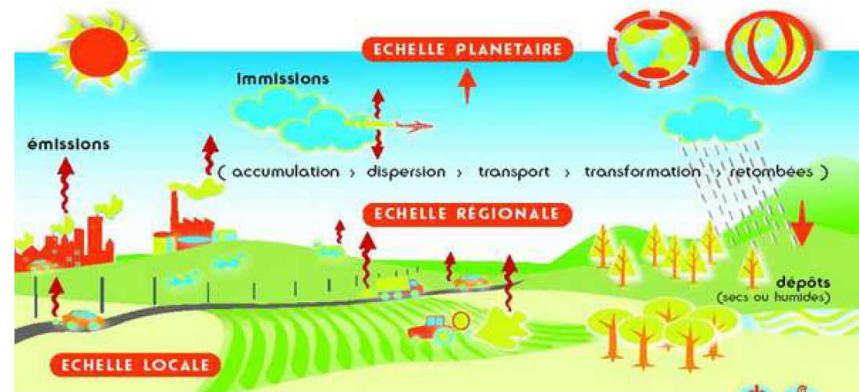 ECHELLE PLANETAIRE
immissions
émissions
( accumulation > dispersion > transport > transformation > retombées )
ECHELLE RÉGIONALE
dépôts
(secs ou humides)
ECHELLE LOCALE